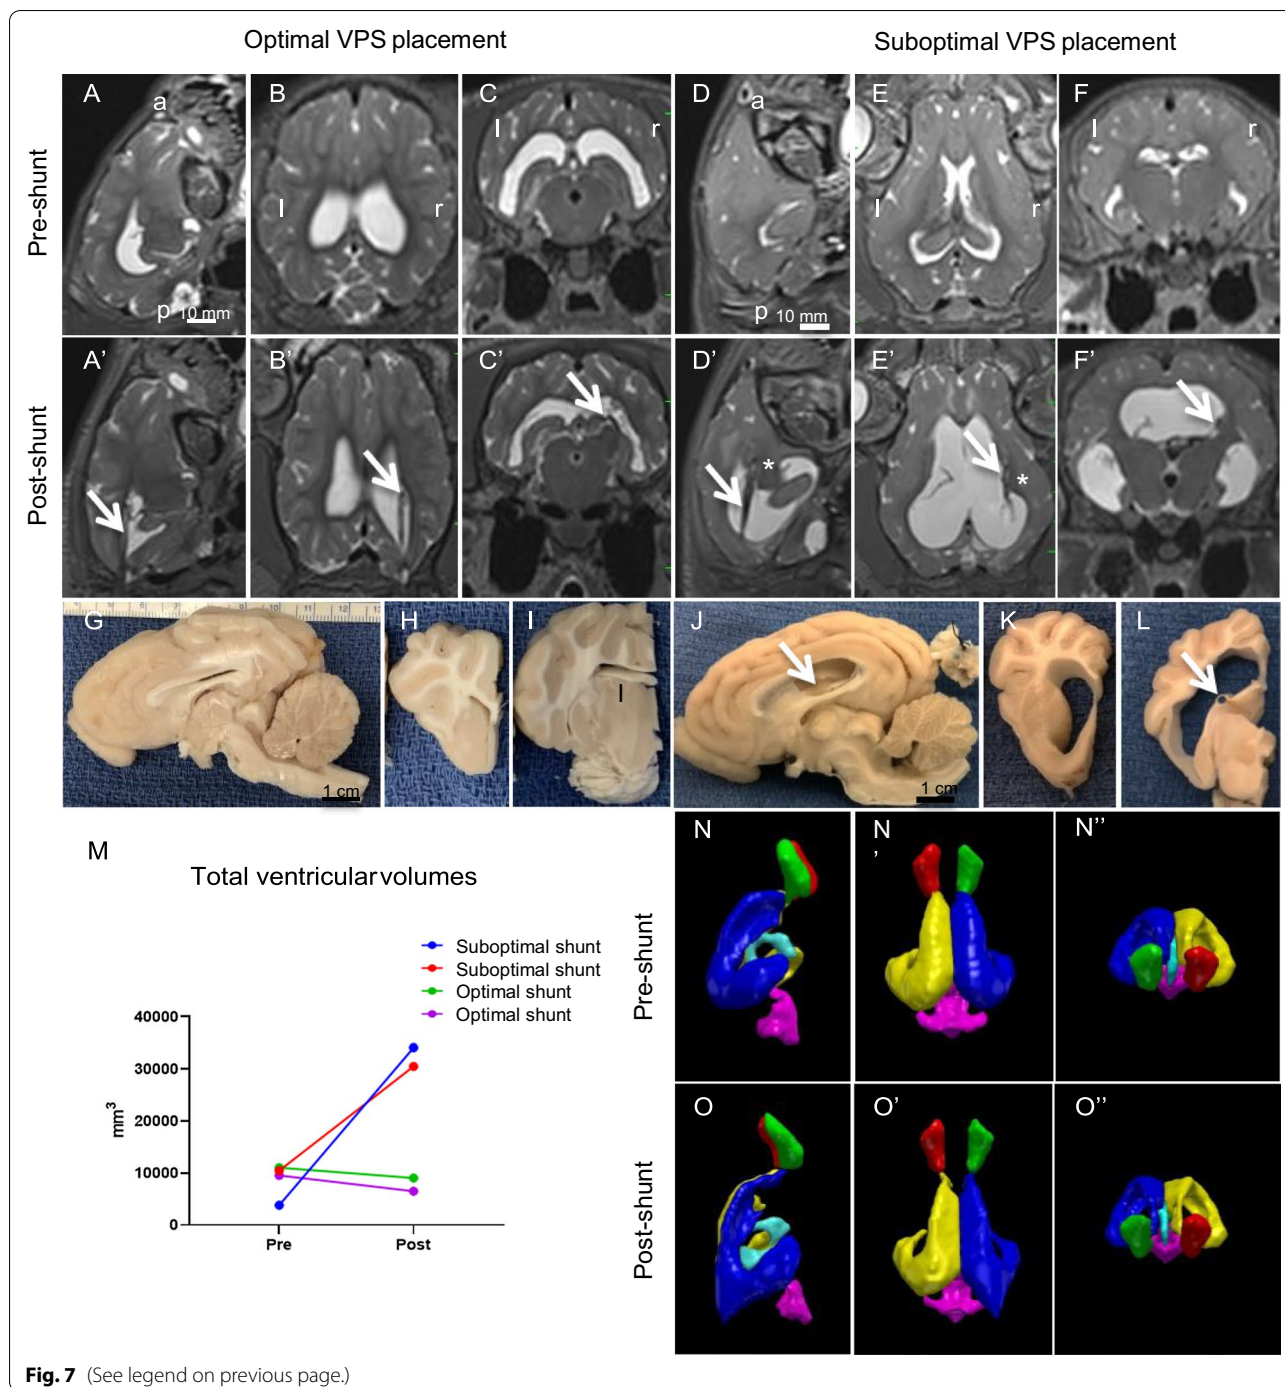 Optimal VPS placement
Suboptimal VPS placement
Pre-shunt
A
a
p 10 mm
B
l
r
C
l
r
D
a
p 10 mm
E
l
r
F
l
r
Post-shunt
A'
B'
C'
D'
*
E'
*
F'
G
1 cm
H
I
l
J
1 cm
K
L
M
Total ventricular volumes
Suboptimal shunt
Suboptimal shunt
Optimal shunt
Optimal shunt
mm³
40000
30000
20000
10000
0
Pre
Post
Pre-shunt
N
N
'
N''
Post-shunt
O
O'
O''
Fig. 7 (See legend on previous page.)